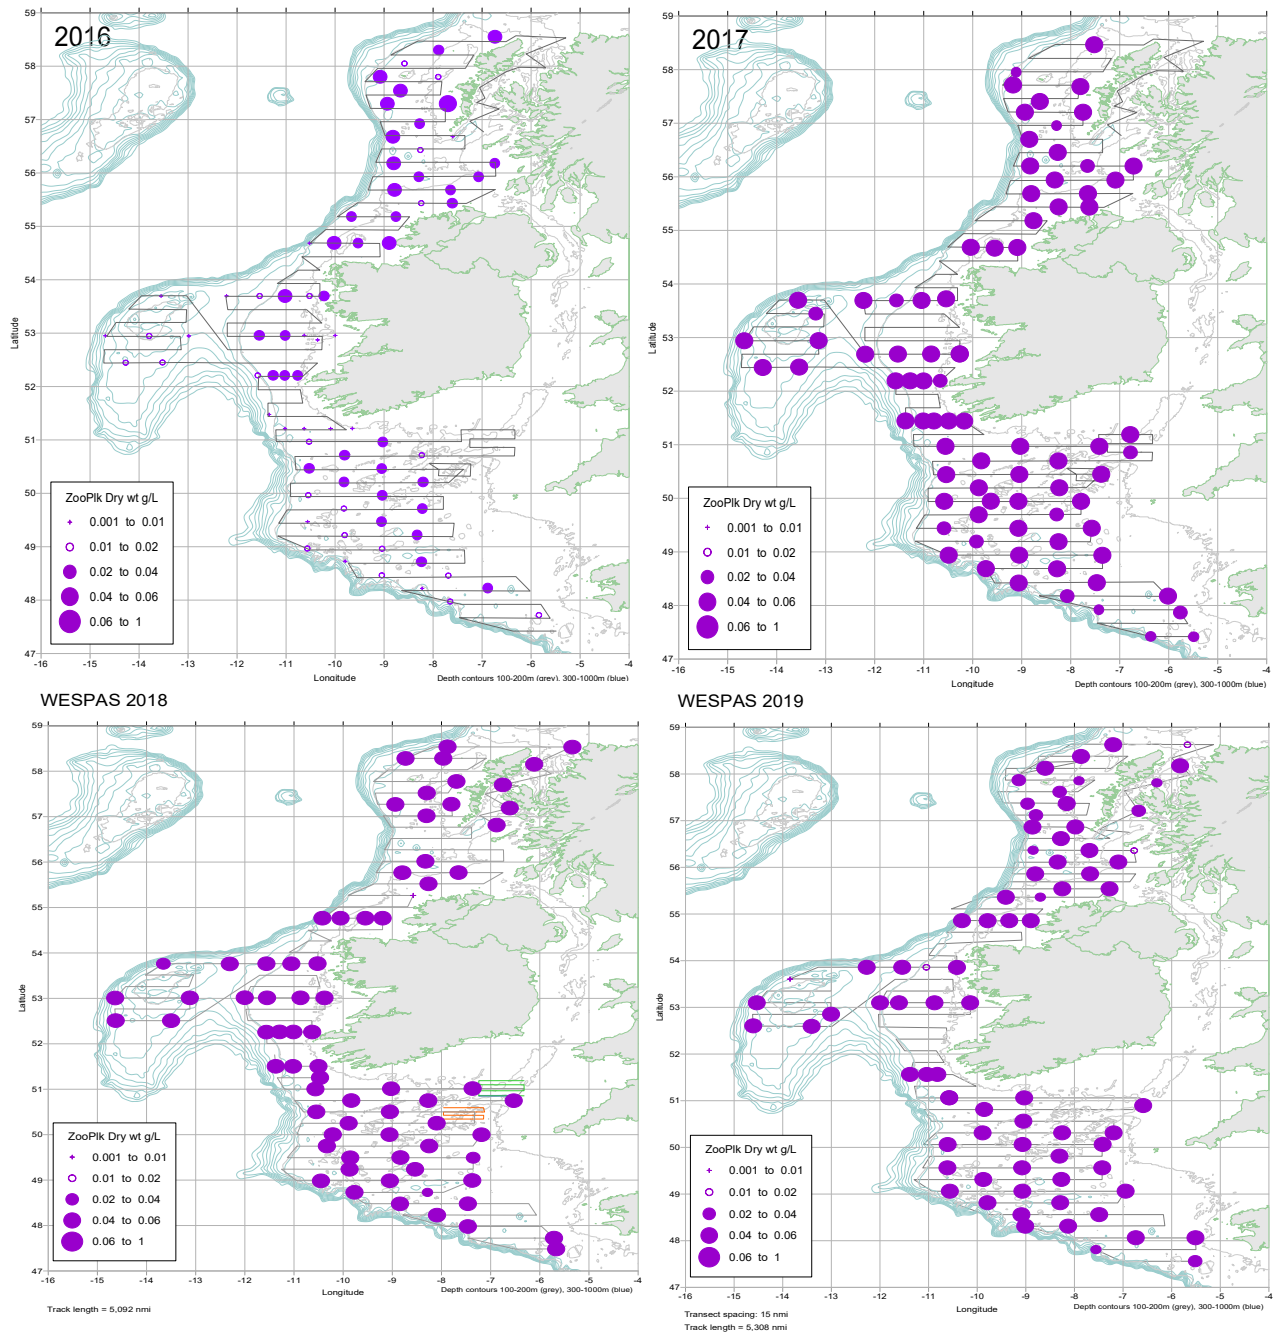 2016
59
58
57
56
55
54
53
52
51
50
49
48
47
Latitude
ZooPlk Dry wt g/L
0.001 to 0.01
0.01 to 0.02
0.02 to 0.04
0.04 to 0.06
0.06 to 1
-16 -15 -14 -13 -12 -11 -10 -9 -8 -7 -6 -5 -4
Longitude
Depth contours 100-200m (grey), 300-1000m (blue)
2017
59
58
57
56
55
54
53
52
51
50
49
48
47
Latitude
ZooPlk Dry wt g/L
0.001 to 0.01
0.01 to 0.02
0.02 to 0.04
0.04 to 0.06
0.06 to 1
-16 -15 -14 -13 -12 -11 -10 -9 -8 -7 -6 -5 -4
Longitude
Depth contours 100-200m (grey), 300-1000m (blue)
WESPAS 2018
59
58
57
56
55
54
53
52
51
50
49
48
47
Latitude
ZooPlk Dry wt g/L
0.001 to 0.01
0.01 to 0.02
0.02 to 0.04
0.04 to 0.06
0.06 to 1
-16 -15 -14 -13 -12 -11 -10 -9 -8 -7 -6 -5 -4
Longitude
Depth contours 100-200m (grey), 300-1000m (blue)
Track length = 5,092 nmi
WESPAS 2019
59
58
57
56
55
54
53
52
51
50
49
48
47
Latitude
ZooPlk Dry wt g/L
0.001 to 0.01
0.01 to 0.02
0.02 to 0.04
0.04 to 0.06
0.06 to 1
-16 -15 -14 -13 -12 -11 -10 -9 -8 -7 -6 -5 -4
Longitude
Depth contours 100-200m (grey), 300-1000m (blue)
Transect spacing: 15 nmi
Track length = 5,308 nmi